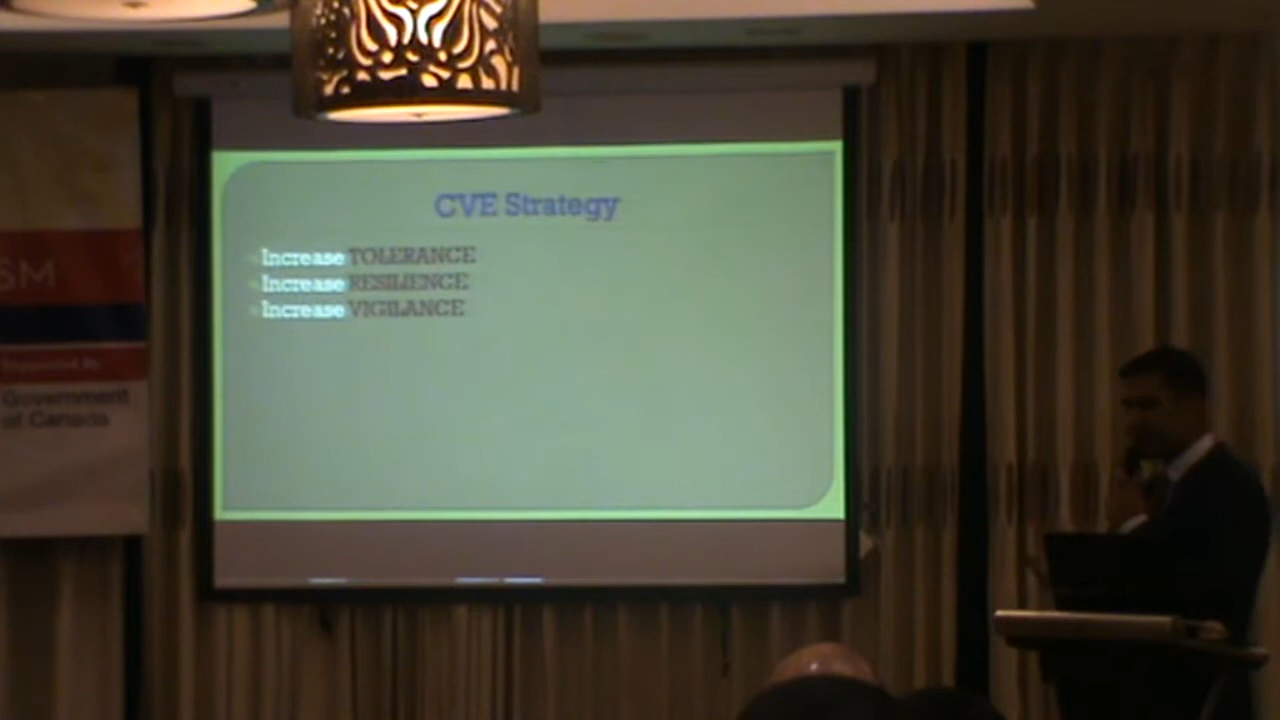 CVE Strategy
Increase TOLERANCE
Increase RESILIENCE
Increase VIGILANCE
SM
Government
of Canada